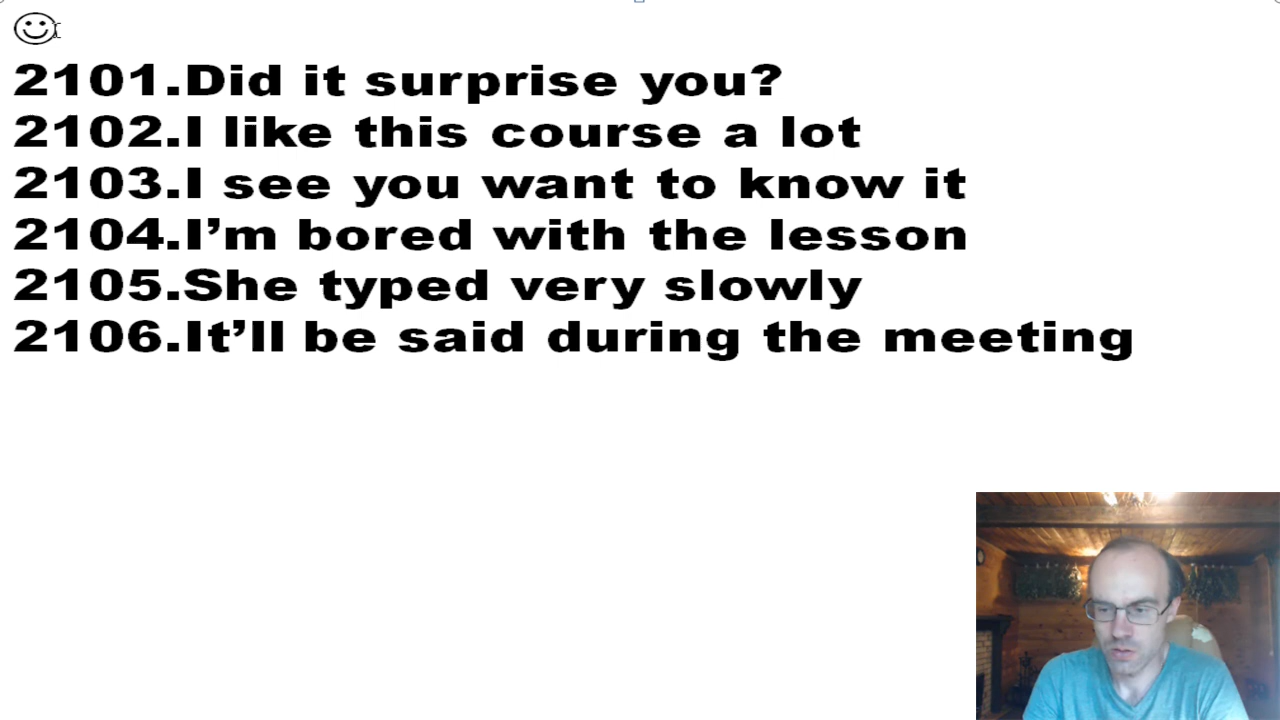 2101.Did it surprise you?
2102.I like this course a lot
2103.I see you want to know it
2104.I’m bored with the lesson
2105.She typed very slowly
2106.It’ll be said during the meeting